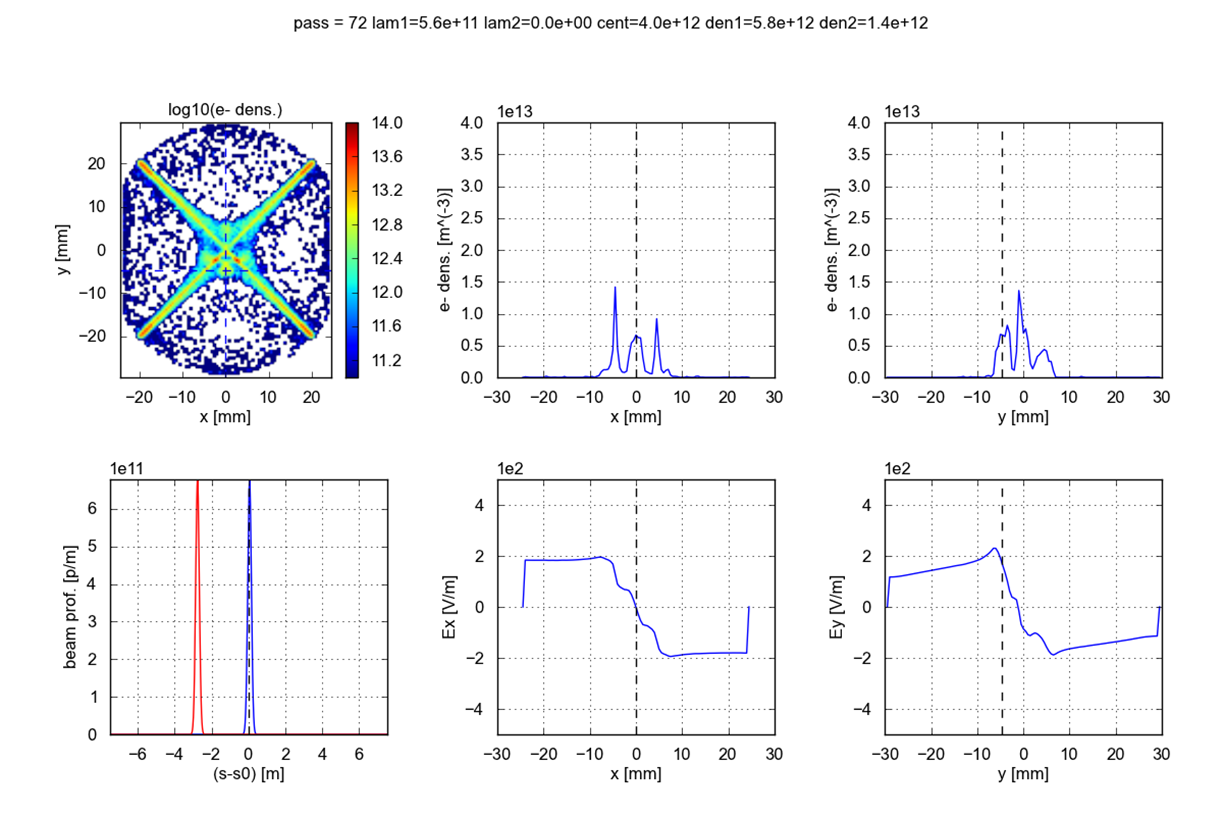 pass = 72 lam1=5.6e+11 lam2=0.0e+00 cent=4.0e+12 den1=5.8e+12 den2=1.4e+12
log10(e- dens.)
y [mm]
20
10
0
−10
−20
−20 −10 0 10 20
x [mm]
14.0
13.6
13.2
12.8
12.4
12.0
11.6
11.2
1e13
e- dens. [m^(-3)]
4.0
3.5
3.0
2.5
2.0
1.5
1.0
0.5
0.0
−30 −20 −10 0 10 20 30
x [mm]
1e13
e- dens. [m^(-3)]
4.0
3.5
3.0
2.5
2.0
1.5
1.0
0.5
0.0
−30 −20 −10 0 10 20 30
y [mm]
1e11
beam prof. [p/m]
6
5
4
3
2
1
0
−6 −4 −2 0 2 4 6
(s-s0) [m]
1e2
Ex [V/m]
4
2
0
−2
−4
−30 −20 −10 0 10 20 30
x [mm]
1e2
Ey [V/m]
4
2
0
−2
−4
−30 −20 −10 0 10 20 30
y [mm]